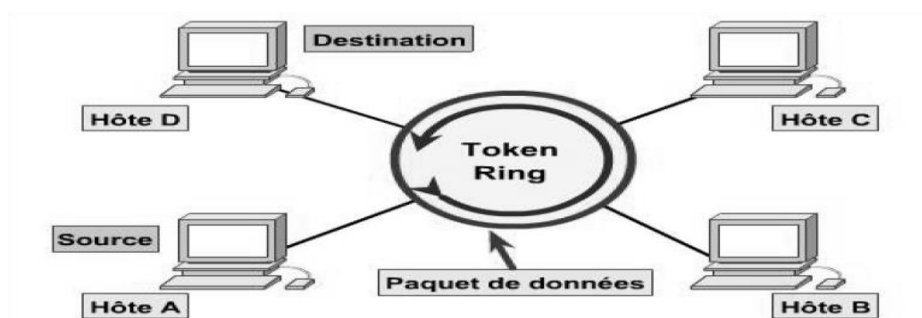 Destination
Hôte D
Hôte C
Token
Ring
Source
Paquet de données
Hôte A
Hôte B